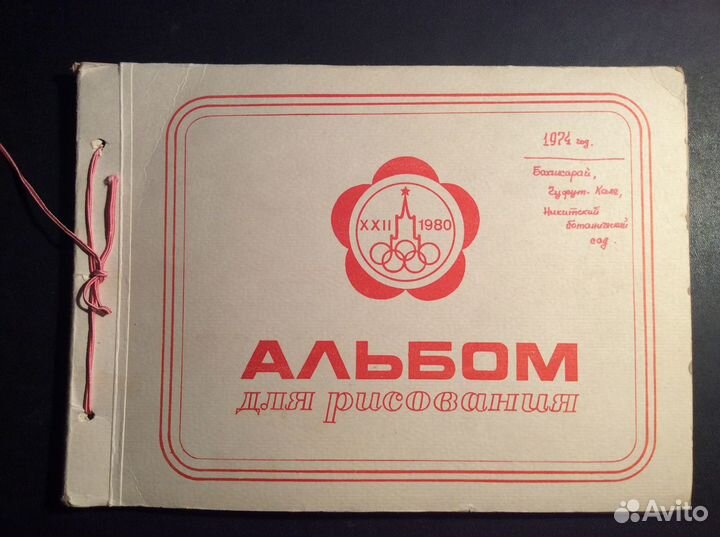 XXII 1980
АЛЬБОМ
для рисования
1974 год.
Бахчисарай,
Чуфут-Кале,
Никитский
ботанический
сад.
Avito